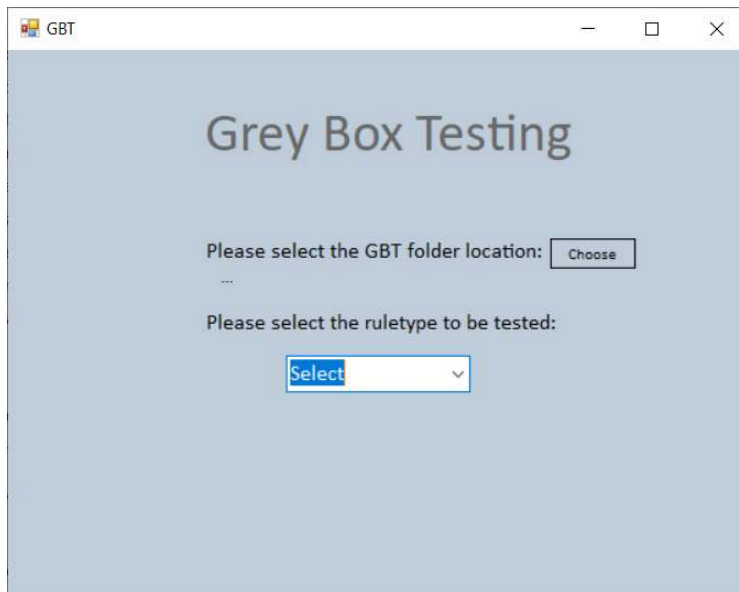 GBT
Grey Box Testing
Please select the GBT folder location: Choose
...
Please select the ruletype to be tested:
Select